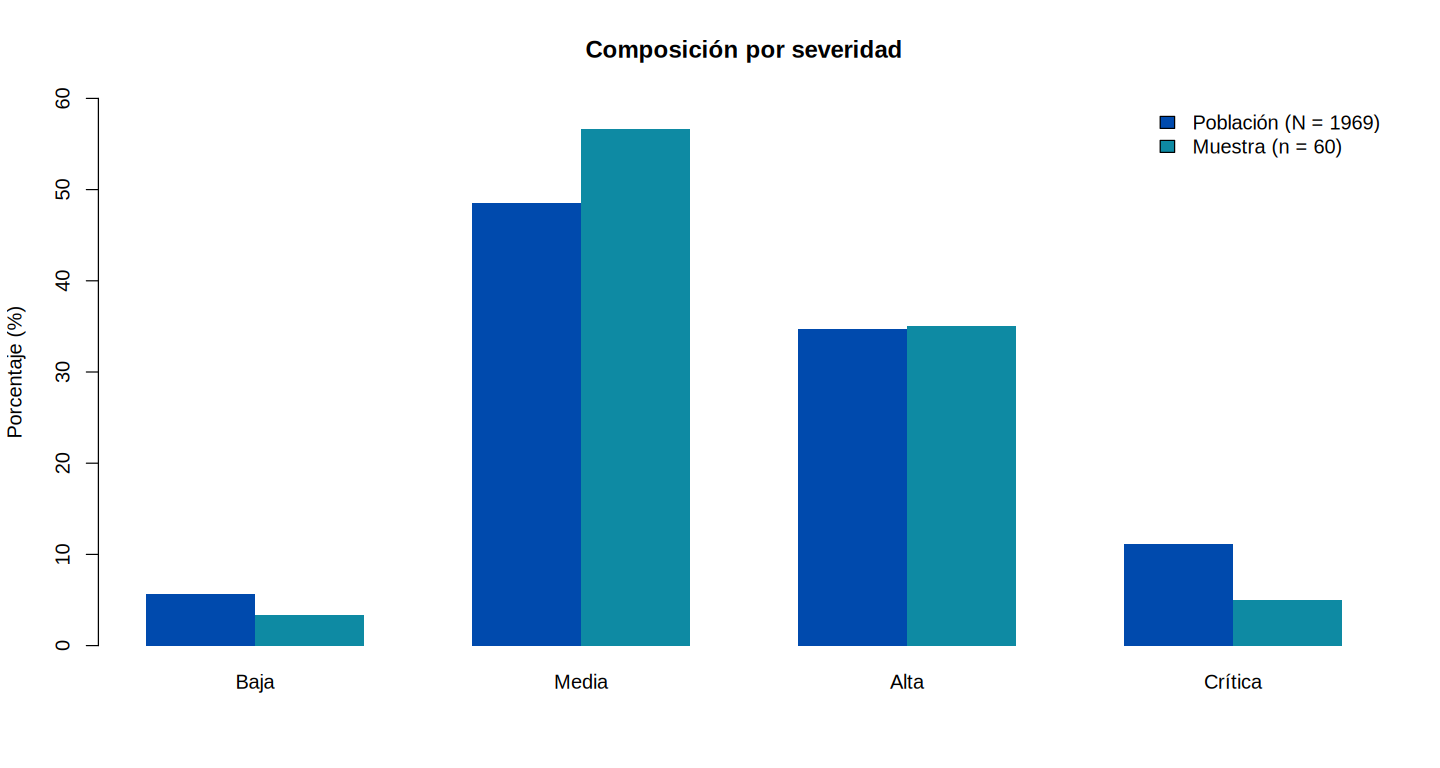 Composición por severidad
Población (N = 1969)
Muestra (n = 60)
Porcentaje (%)
60
50
40
30
20
10
0
Baja
Media
Alta
Crítica